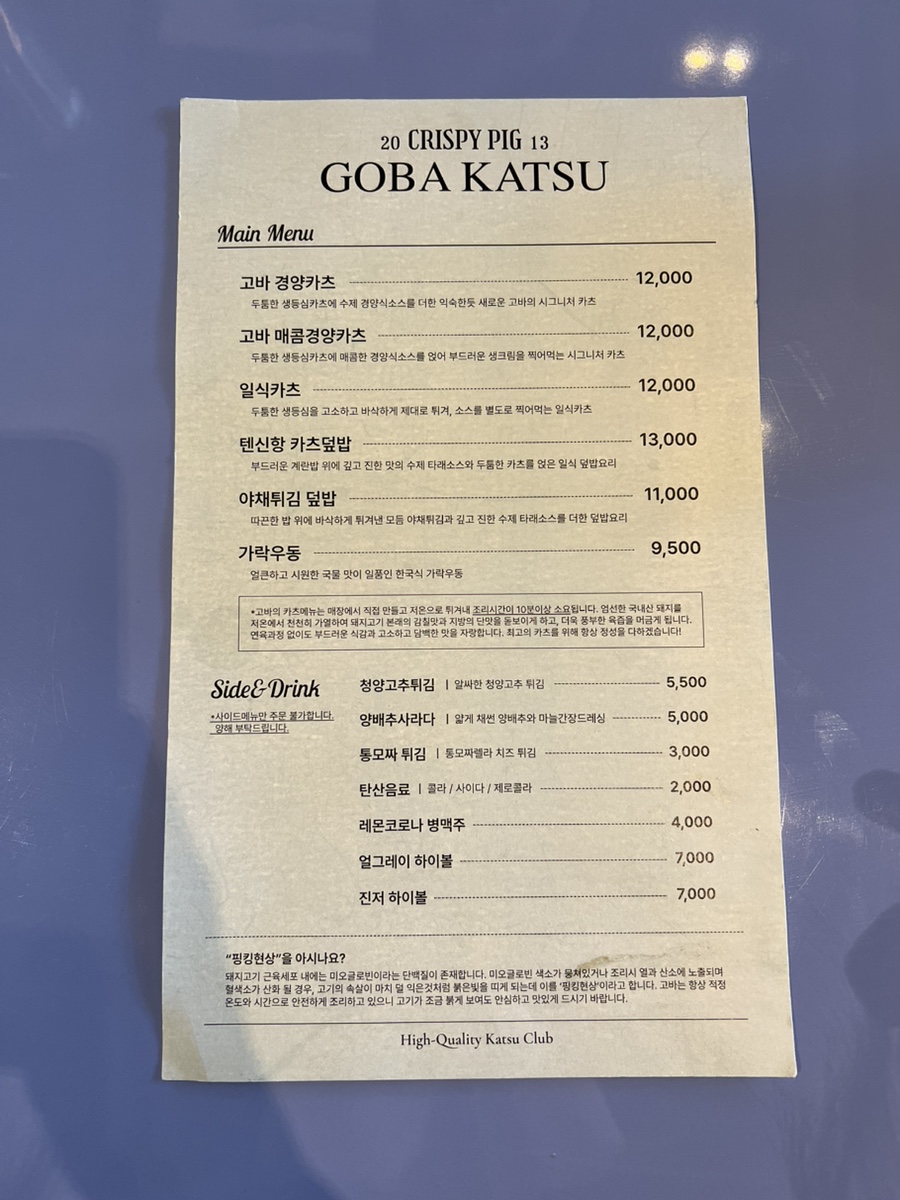 20 CRISPY PIG 13
GOBA KATSU
Main Menu
고바 경양카츠 12,000
두툼한 생등심카츠에 수제 경양식소스를 더한 익숙한듯 새로운 고바의 시그니처 카츠
고바 매콤경양카츠 12,000
두툼한 생등심카츠에 매콤한 경양식소스를 얹어 부드러운 생크림을 찍어먹는 시그니처 카츠
일식카츠 12,000
두툼한 생등심을 고소하고 바삭하게 제대로 튀겨, 소스를 별도로 찍어먹는 일식카츠
텐신항 카츠덮밥 13,000
부드러운 계란밥 위에 깊고 진한 맛의 수제 타래소스와 두툼한 카츠를 얹은 일식 덮밥요리
야채튀김 덮밥 11,000
따끈한 밥 위에 바삭하게 튀겨낸 모듬 야채튀김과 깊고 진한 수제 타래소스를 더한 덮밥요리
가락우동 9,500
얼큰하고 시원한 국물 맛이 일품인 한국식 가락우동
*고바의 카츠메뉴는 매장에서 직접 만들고 저온으로 튀겨내 조리시간이 10분이상 소요됩니다. 엄선한 국내산 돼지를
저온에서 천천히 가열하여 돼지고기 본래의 감칠맛과 지방의 단맛을 돋보이게 하고, 더욱 풍부한 육즙을 머금게 됩니다.
연육과정 없이도 부드러운 식감과 고소하고 담백한 맛을 자랑합니다. 최고의 카츠를 위해 항상 정성을 다하겠습니다!
Side& Drink
*사이드메뉴만 주문 불가합니다.
양해 부탁드립니다.
청양고추튀김 | 알싸한 청양고추 튀김 5,500
양배추사라다 | 얇게 채썬 양배추와 마늘간장드레싱 5,000
통모짜 튀김 | 통모짜렐라 치즈 튀김 3,000
탄산음료 | 콜라 / 사이다 / 제로콜라 2,000
레몬코로나 병맥주 4,000
얼그레이 하이볼 7,000
진저 하이볼 7,000
“핑킹현상”을 아시나요?
돼지고기 근육세포 내에는 미오글로빈이라는 단백질이 존재합니다. 미오글로빈 색소가 뭉쳐있거나 조리시 열과 산소에 노출되며
혈색소가 산화 될 경우, 고기의 속살이 마치 덜 익은것처럼 붉은빛을 띠게 되는데 이를 ‘핑킹현상’이라고 합니다. 고바는 항상 적정
온도와 시간으로 안전하게 조리하고 있으니 고기가 조금 붉게 보여도 안심하고 맛있게 드시기 바랍니다.
High-Quality Katsu Club